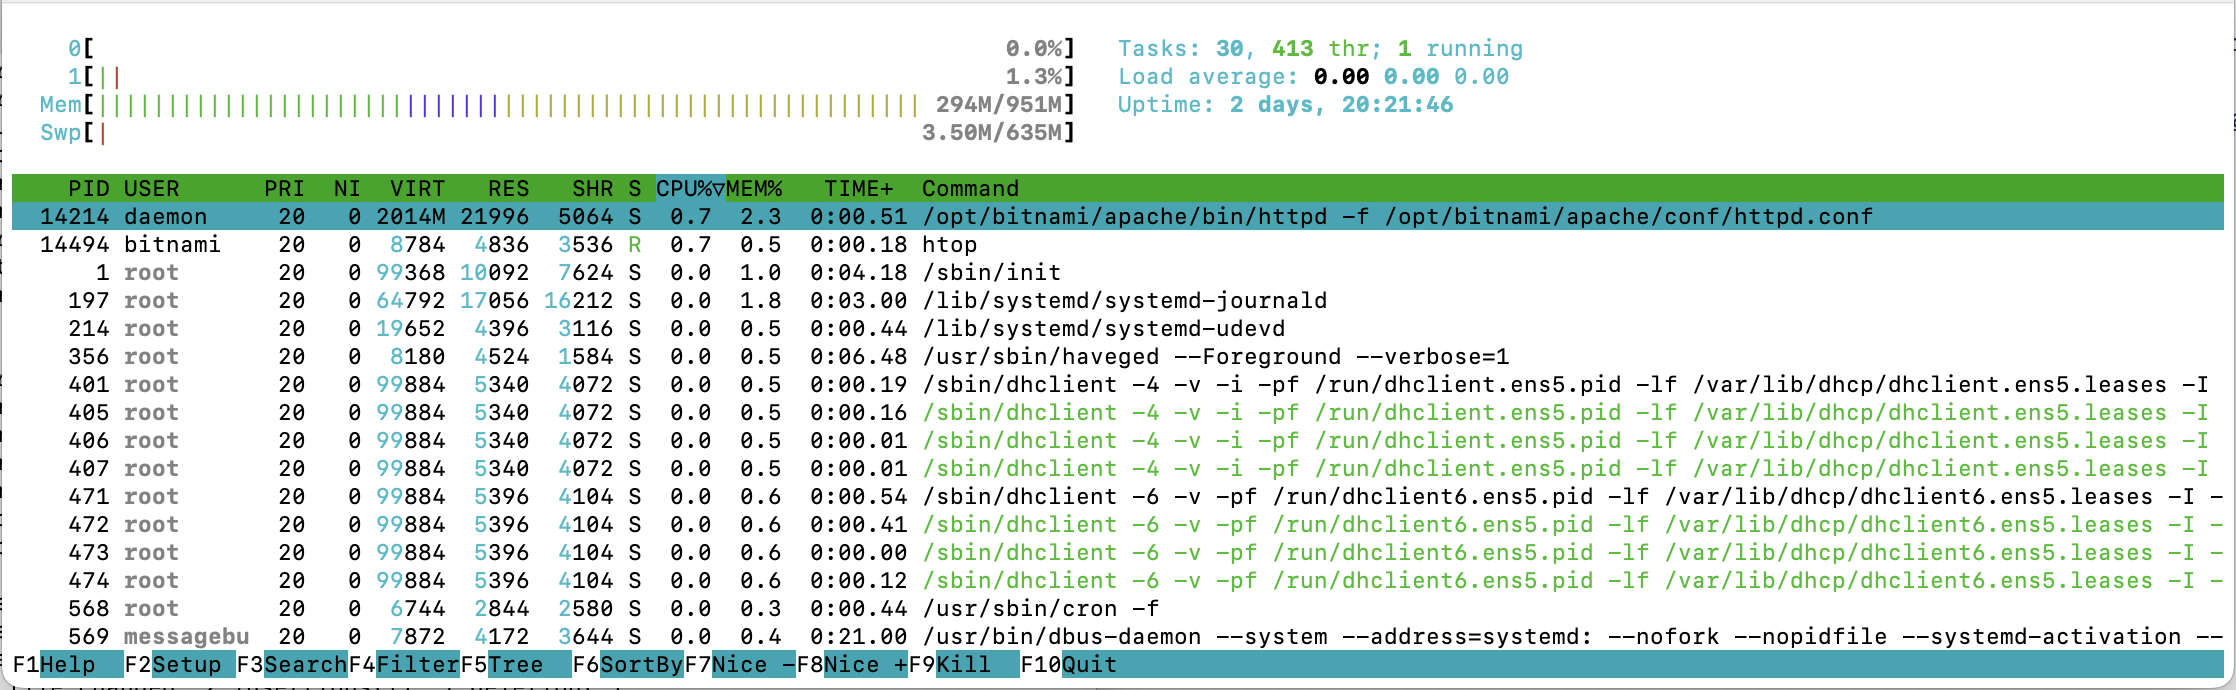 0[ 0.0%] Tasks: 30, 413 thr; 1 running
1[|| 1.3%] Load average: 0.00 0.00 0.00
Mem[|||||||||||||||||||||||||||||||||||||||||||||||||||||||||||| 294M/951M] Uptime: 2 days, 20:21:46
Swp[| 3.50M/635M]
PID USER PRI NI VIRT RES SHR S CPU%▽MEM% TIME+ Command
14214 daemon 20 0 2014M 21996 5064 S 0.7 2.3 0:00.51 /opt/bitnami/apache/bin/httpd -f /opt/bitnami/apache/conf/httpd.conf
14494 bitnami 20 0 8784 4836 3536 R 0.7 0.5 0:00.18 htop
1 root 20 0 99368 10092 7624 S 0.0 1.0 0:04.18 /sbin/init
197 root 20 0 64792 17056 16212 S 0.0 1.8 0:03.00 /lib/systemd/systemd-journald
214 root 20 0 19652 4396 3116 S 0.0 0.5 0:00.44 /lib/systemd/systemd-udevd
356 root 20 0 8180 4524 1584 S 0.0 0.5 0:06.48 /usr/sbin/haveged --Foreground --verbose=1
401 root 20 0 99884 5340 4072 S 0.0 0.5 0:00.19 /sbin/dhclient -4 -v -i -pf /run/dhclient.ens5.pid -lf /var/lib/dhcp/dhclient.ens5.leases -I
405 root 20 0 99884 5340 4072 S 0.0 0.5 0:00.16 /sbin/dhclient -4 -v -i -pf /run/dhclient.ens5.pid -lf /var/lib/dhcp/dhclient.ens5.leases -I
406 root 20 0 99884 5340 4072 S 0.0 0.5 0:00.01 /sbin/dhclient -4 -v -i -pf /run/dhclient.ens5.pid -lf /var/lib/dhcp/dhclient.ens5.leases -I
407 root 20 0 99884 5340 4072 S 0.0 0.5 0:00.01 /sbin/dhclient -4 -v -i -pf /run/dhclient.ens5.pid -lf /var/lib/dhcp/dhclient.ens5.leases -I
471 root 20 0 99884 5396 4104 S 0.0 0.6 0:00.54 /sbin/dhclient -6 -v -pf /run/dhclient6.ens5.pid -lf /var/lib/dhcp/dhclient6.ens5.leases -I -
472 root 20 0 99884 5396 4104 S 0.0 0.6 0:00.41 /sbin/dhclient -6 -v -pf /run/dhclient6.ens5.pid -lf /var/lib/dhcp/dhclient6.ens5.leases -I -
473 root 20 0 99884 5396 4104 S 0.0 0.6 0:00.00 /sbin/dhclient -6 -v -pf /run/dhclient6.ens5.pid -lf /var/lib/dhcp/dhclient6.ens5.leases -I -
474 root 20 0 99884 5396 4104 S 0.0 0.6 0:00.12 /sbin/dhclient -6 -v -pf /run/dhclient6.ens5.pid -lf /var/lib/dhcp/dhclient6.ens5.leases -I -
568 root 20 0 6744 2844 2580 S 0.0 0.3 0:00.44 /usr/sbin/cron -f
569 messagebu 20 0 7872 4172 3644 S 0.0 0.4 0:21.00 /usr/bin/dbus-daemon --system --address=systemd: --nofork --nopidfile --systemd-activation --
F1Help F2Setup F3SearchF4FilterF5Tree F6SortByF7Nice -F8Nice +F9Kill F10Quit